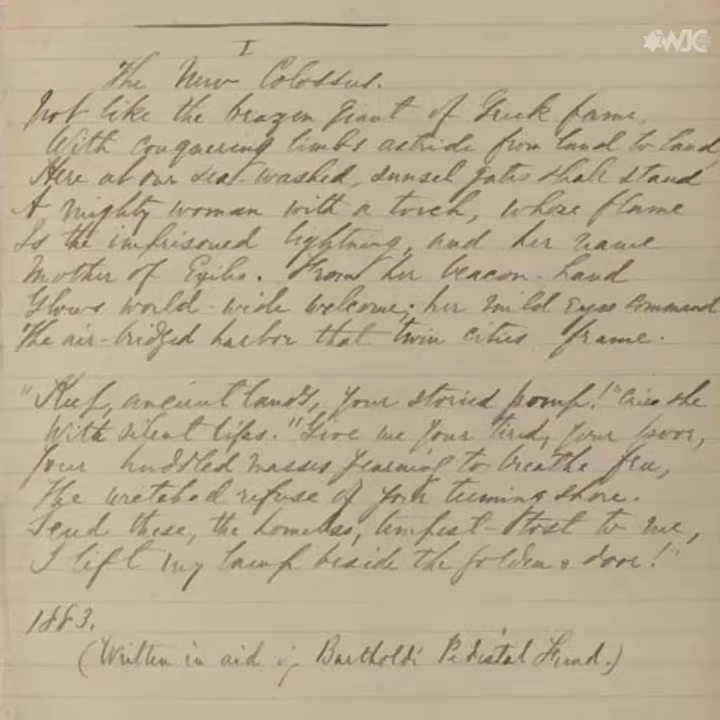 WJC
I
The New Colossus.
Not like the brazen giant of Greek fame,
With conquering limbs astride from land to land;
Here at our sea-washed, sunset gates shall stand
A mighty woman with a torch, whose flame
Is the imprisoned lightning, and her name
Mother of Exiles. From her beacon-hand
Glows world-wide welcome; her mild eyes command
The air-bridged harbor that twin cities frame.
"Keep, ancient lands, your storied pomp!" cries she
With silent lips. "Give me your tired, your poor,
Your huddled masses yearning to breathe free,
The wretched refuse of your teeming shore.
Send these, the homeless, tempest-tost to me,
I lift my lamp beside the golden door!"
1883.
(Written in aid of Bartholdi Pedestal Fund.)